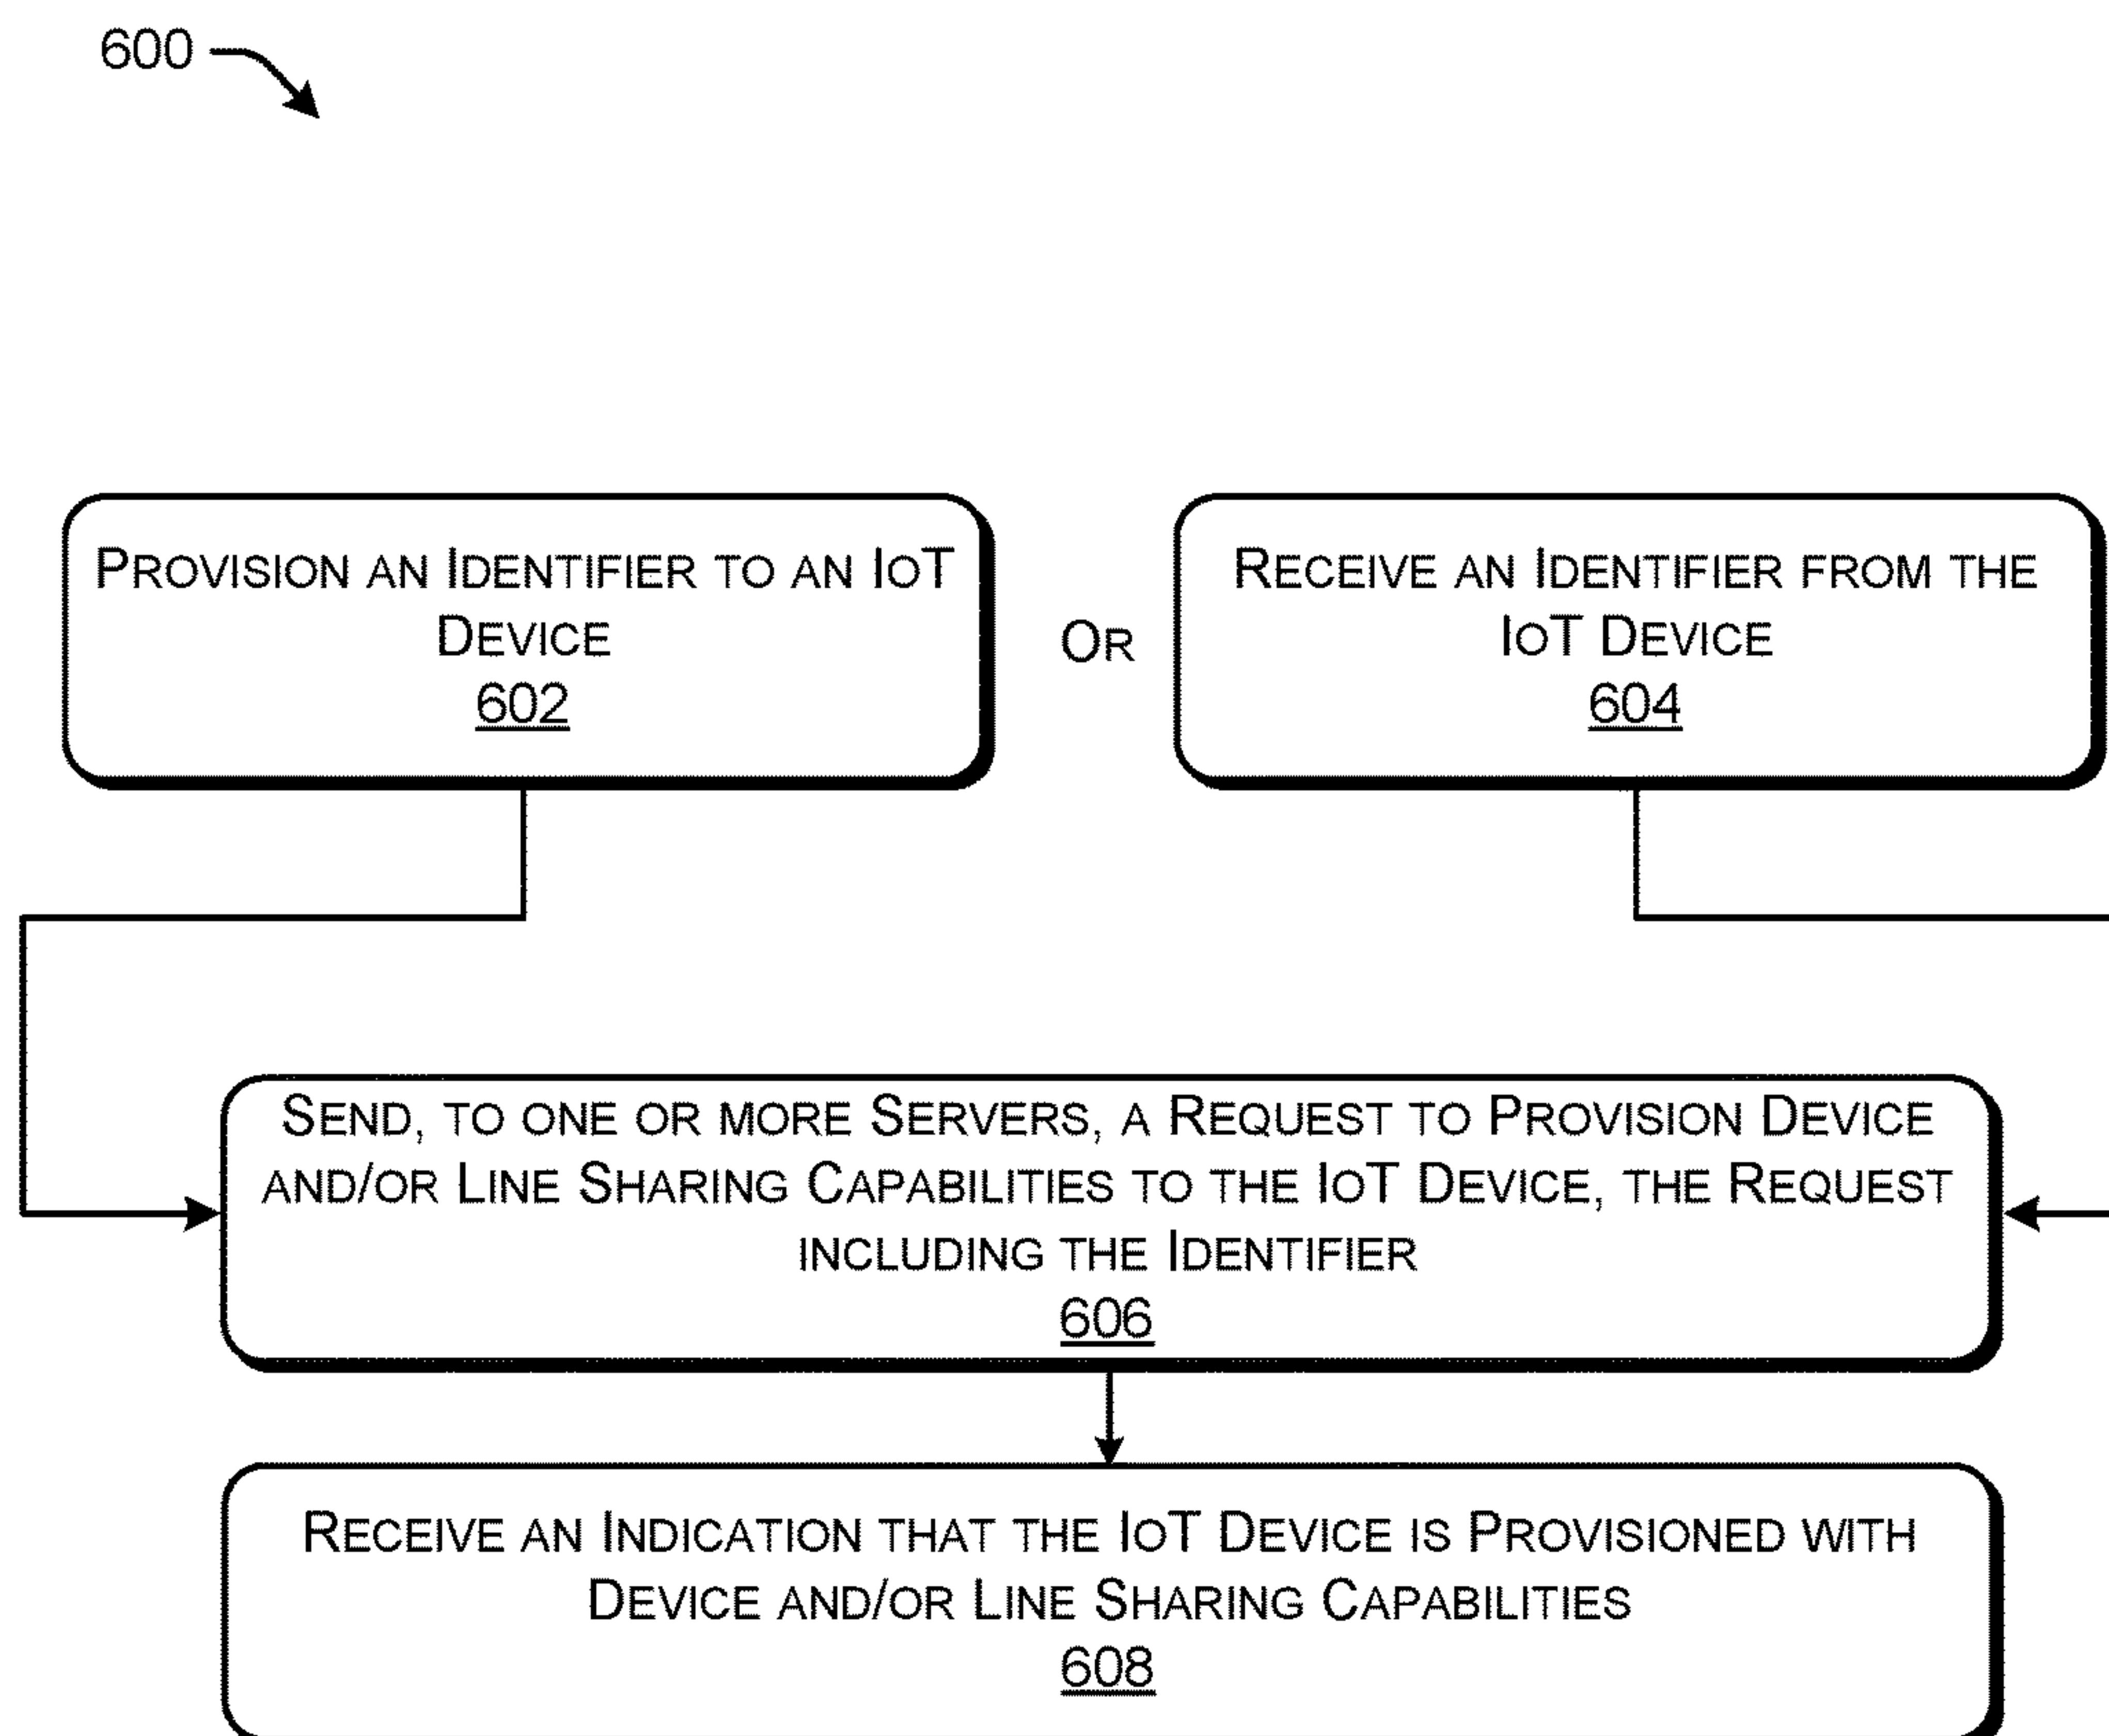 600
Provision an Identifier to an IoT
Device
602
Or
Receive an Identifier from the
IoT Device
604
Send, to one or more Servers, a Request to Provision Device
and/or Line Sharing Capabilities to the IoT Device, the Request
including the Identifier
606
Receive an Indication that the IoT Device is Provisioned with
Device and/or Line Sharing Capabilities
608